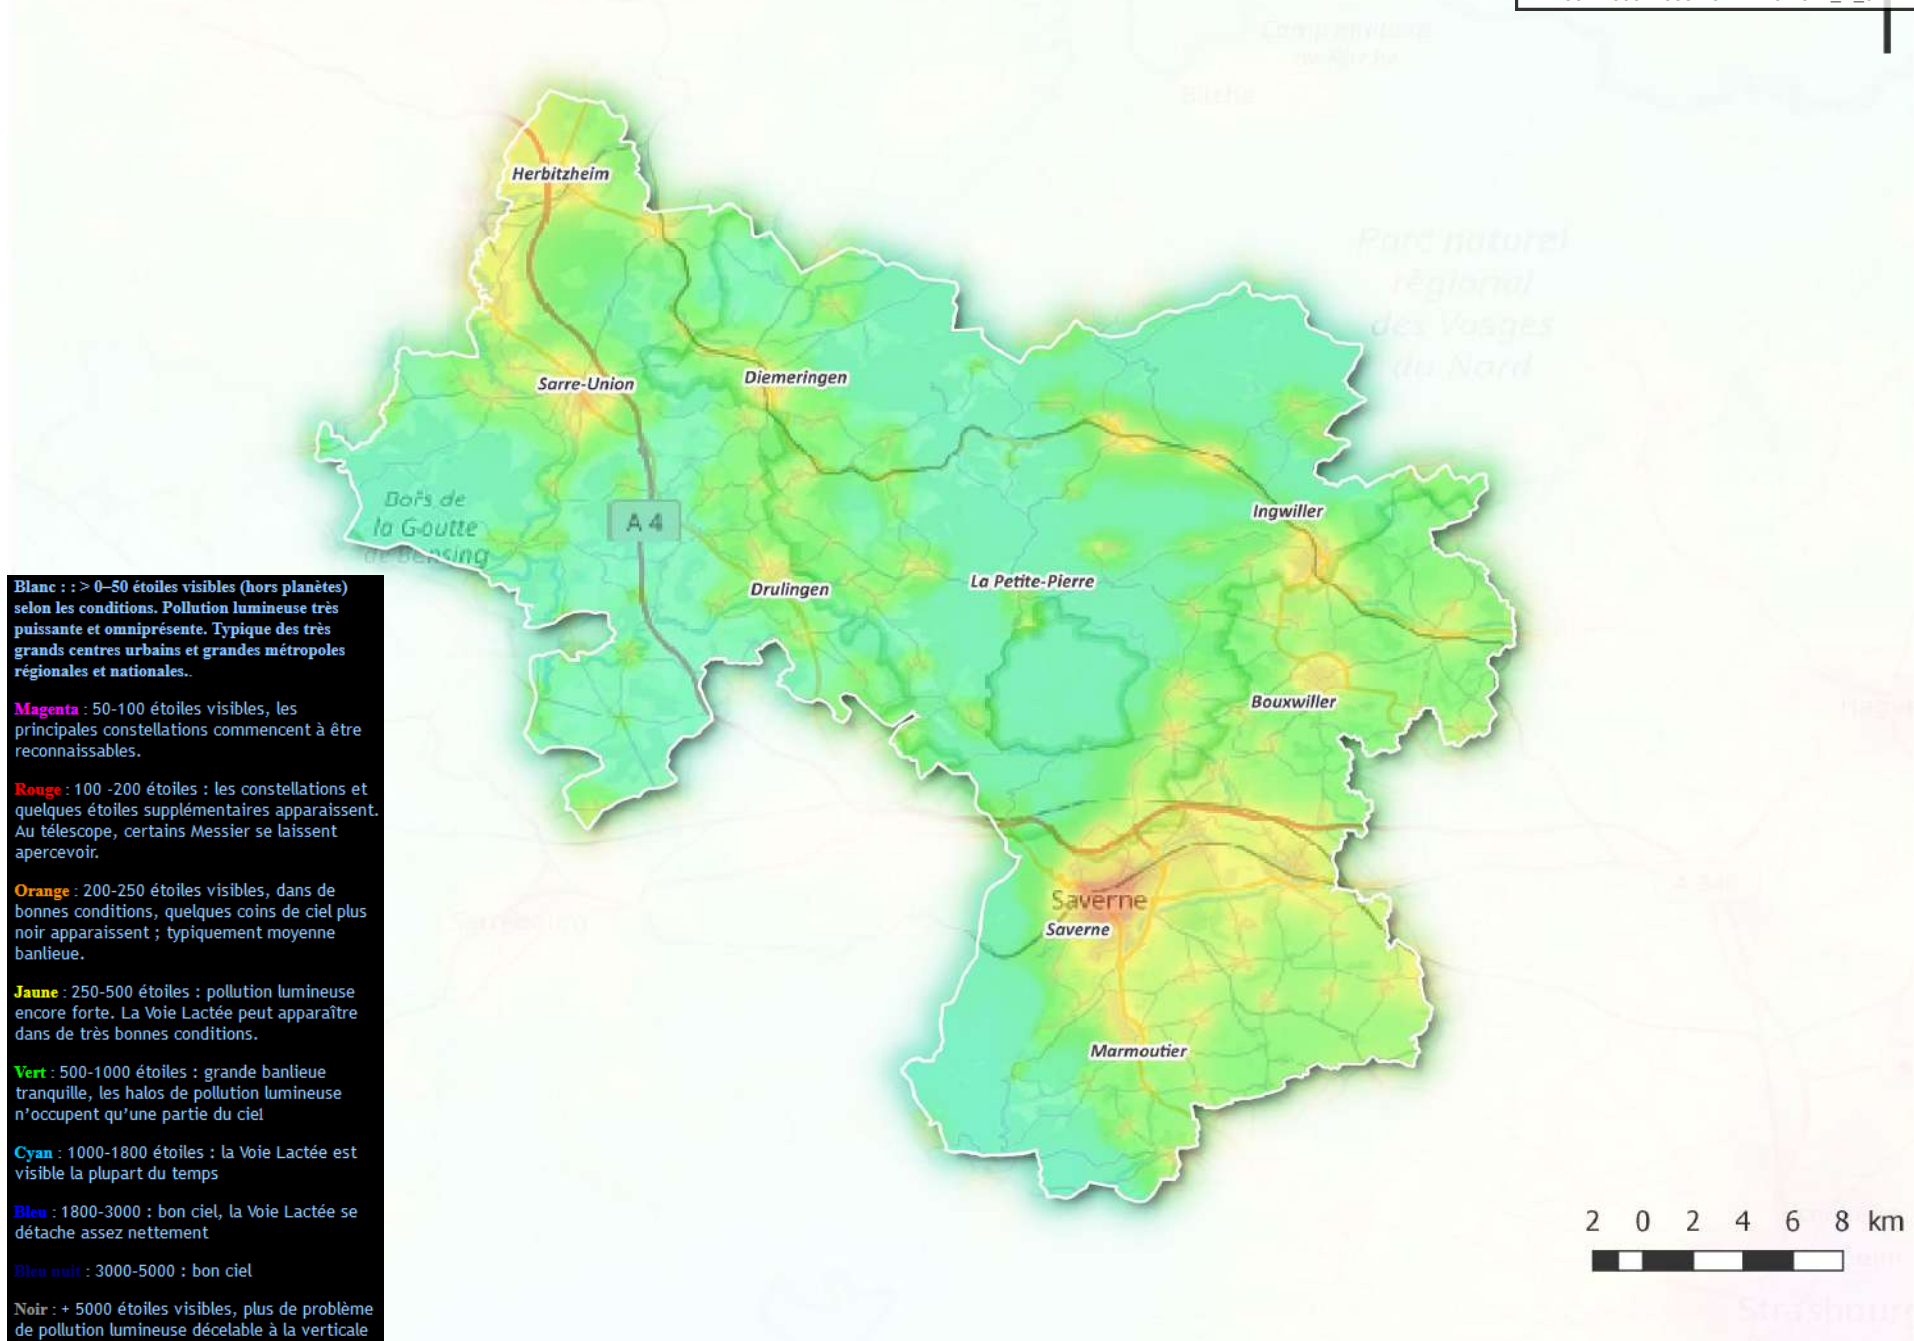 Bitche
Parc naturel
régional
des Vosges
du Nord
Herbitzheim
Sarre-Union
Diemeringen
Bois de
la Goutte
de Bensing
A 4
Ingwiller
Drulingen
La Petite-Pierre
Bouxwiller
Saverne
Saverne
Marmoutier
Blanc : : > 0–50 étoiles visibles (hors planètes)
selon les conditions. Pollution lumineuse très
puissante et omniprésente. Typique des très
grands centres urbains et grandes métropoles
régionales et nationales..
Magenta : 50-100 étoiles visibles, les
principales constellations commencent à être
reconnaissables.
Rouge : 100 -200 étoiles : les constellations et
quelques étoiles supplémentaires apparaissent.
Au télescope, certains Messier se laissent
apercevoir.
Orange : 200-250 étoiles visibles, dans de
bonnes conditions, quelques coins de ciel plus
noir apparaissent ; typiquement moyenne
banlieue.
Jaune : 250-500 étoiles : pollution lumineuse
encore forte. La Voie Lactée peut apparaître
dans de très bonnes conditions.
Vert : 500-1000 étoiles : grande banlieue
tranquille, les halos de pollution lumineuse
n'occupent qu'une partie du ciel
Cyan : 1000-1800 étoiles : la Voie Lactée est
visible la plupart du temps
Bleu : 1800-3000 : bon ciel, la Voie Lactée se
détache assez nettement
Bleu nuit : 3000-5000 : bon ciel
Noir : + 5000 étoiles visibles, plus de problème
de pollution lumineuse décelable à la verticale
2 0 2 4 6 8 km
Strasbourg